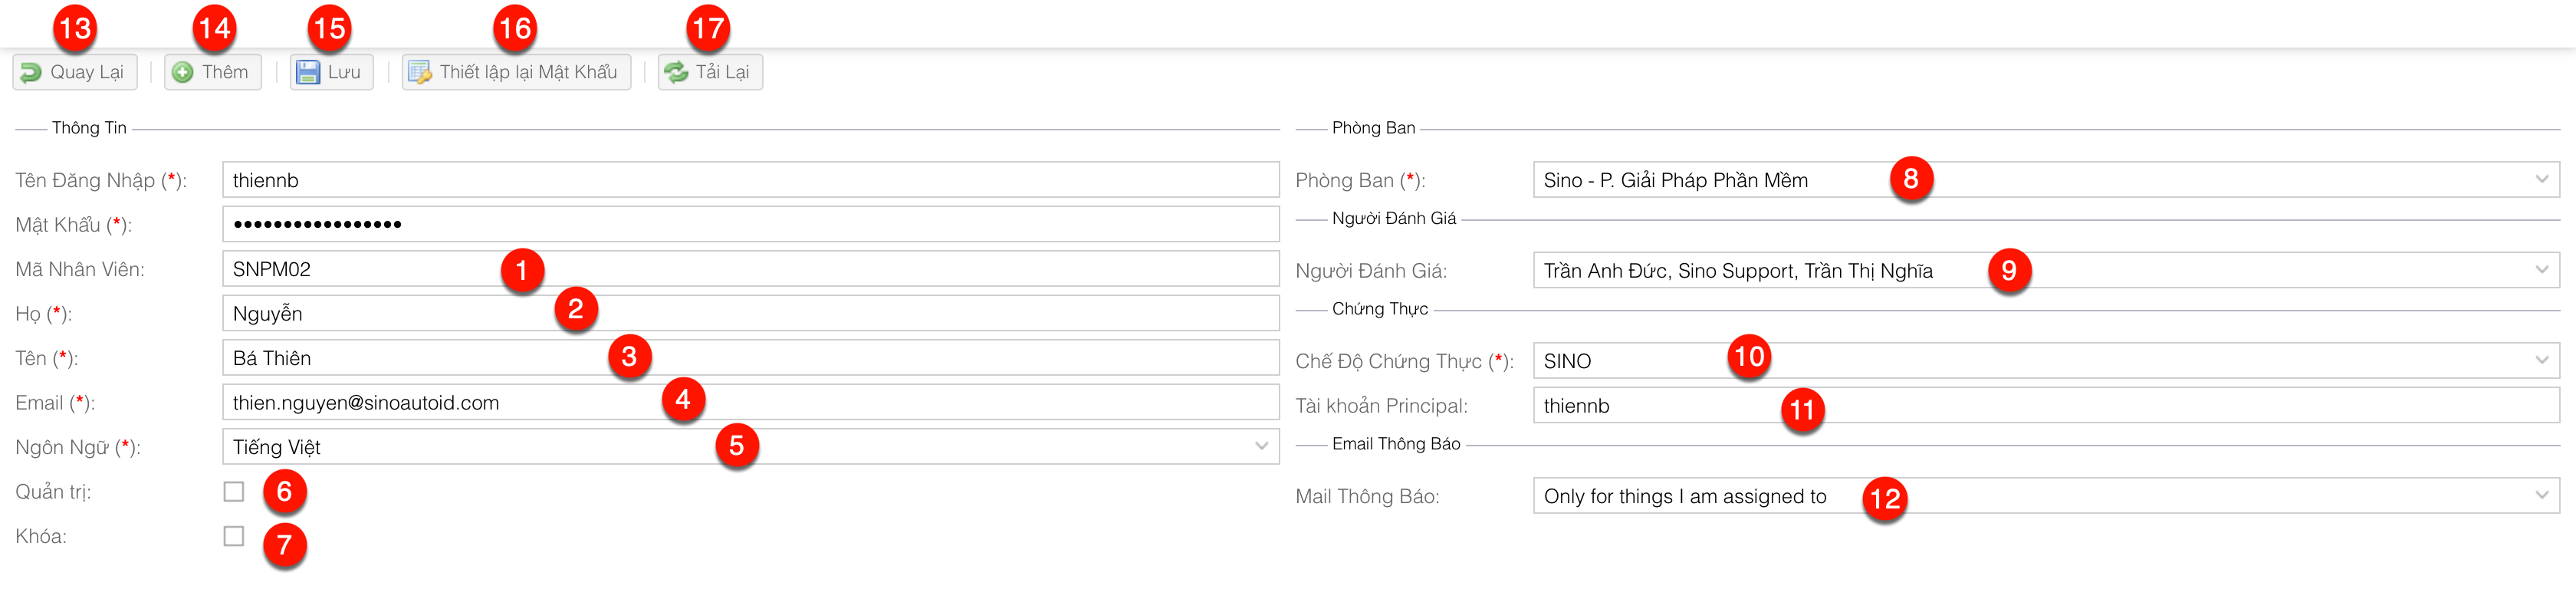 13 14 15 16 17
Quay Lại Thêm Lưu Thiết lập lại Mật Khẩu Tải Lại
Thông Tin
Tên Đăng Nhập (*): thiennb
Mật Khẩu (*): •••••••••••••••••
Mã Nhân Viên: SNPM02 1
Họ (*): Nguyễn 2
Tên (*): Bá Thiên 3
Email (*): thien.nguyen@sinoautoid.com 4
Ngôn Ngữ (*): Tiếng Việt 5
Quản trị: 6
Khóa: 7
Phòng Ban
Phòng Ban (*): Sino - P. Giải Pháp Phần Mềm 8
Người Đánh Giá
Người Đánh Giá: Trần Anh Đức, Sino Support, Trần Thị Nghĩa 9
Chứng Thực
Chế Độ Chứng Thực (*): SINO 10
Tài khoản Principal: thiennb 11
Email Thông Báo
Mail Thông Báo: Only for things I am assigned to 12